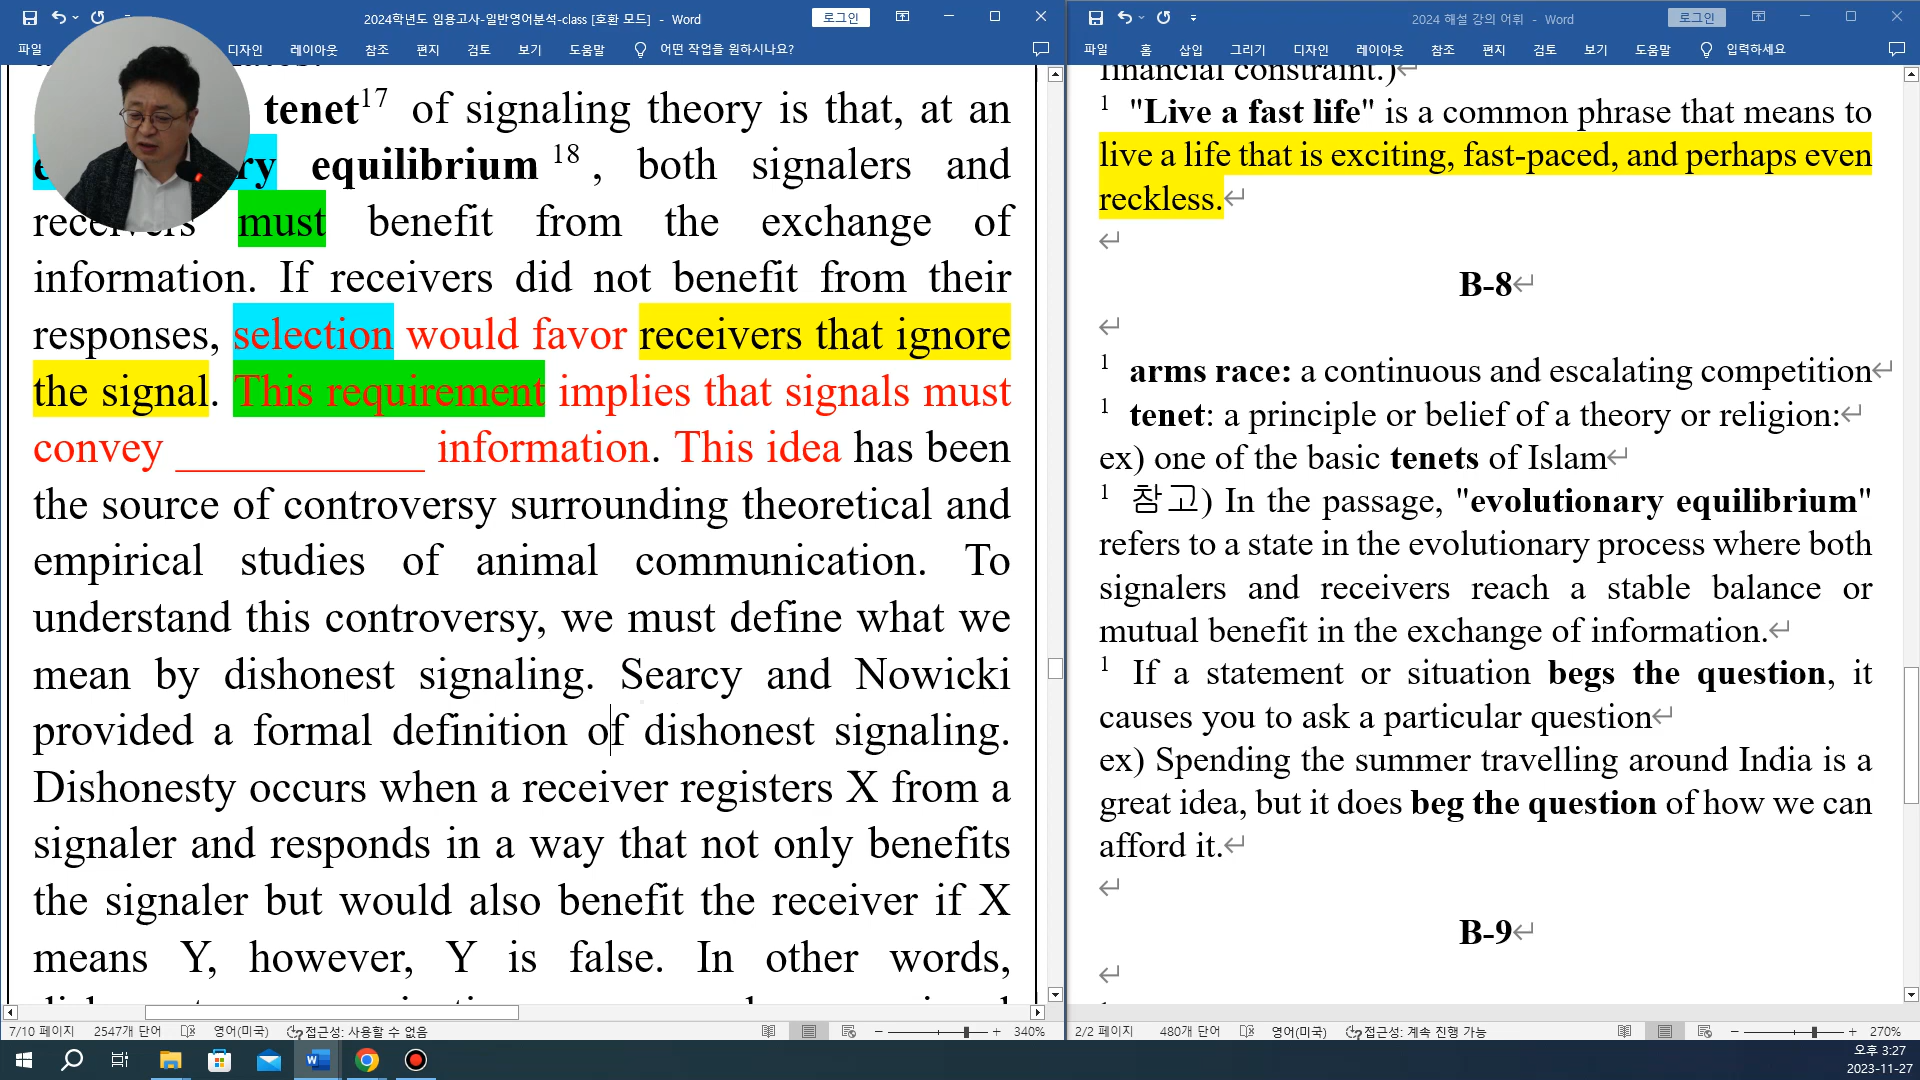 2024학년도 임용고사-일반영어분석-class [호환 모드] - Word
로그인
파일
디자인
레이아웃
참조
편지
검토
보기
도움말
어떤 작업을 원하시나요?
tenet17 of signaling theory is that, at an
equilibrium 18, both signalers and
receivers must benefit from the exchange of
information. If receivers did not benefit from their
responses, selection would favor receivers that ignore
the signal. This requirement implies that signals must
convey ___________ information. This idea has been
the source of controversy surrounding theoretical and
empirical studies of animal communication. To
understand this controversy, we must define what we
mean by dishonest signaling. Searcy and Nowicki
provided a formal definition of dishonest signaling.
Dishonesty occurs when a receiver registers X from a
signaler and responds in a way that not only benefits
the signaler but would also benefit the receiver if X
means Y, however, Y is false. In other words,
7/10 페이지
2547개 단어
영어(미국)
접근성: 사용할 수 없음
340%
2024 해설 강의 어휘 - Word
로그인
파일
홈
삽입
그리기
디자인
레이아웃
참조
편지
검토
보기
도움말
입력하세요
financial constraint.)↵
1 "Live a fast life" is a common phrase that means to
live a life that is exciting, fast-paced, and perhaps even
reckless.↵
↵
B-8↵
↵
1 arms race: a continuous and escalating competition↵
1 tenet: a principle or belief of a theory or religion:↵
ex) one of the basic tenets of Islam↵
1 참고) In the passage, "evolutionary equilibrium"
refers to a state in the evolutionary process where both
signalers and receivers reach a stable balance or
mutual benefit in the exchange of information.↵
1 If a statement or situation begs the question, it
causes you to ask a particular question↵
ex) Spending the summer travelling around India is a
great idea, but it does beg the question of how we can
afford it.↵
↵
B-9↵
↵
2/2 페이지
480개 단어
영어(미국)
접근성: 계속 진행 가능
270%
오후 3:27
2023-11-27